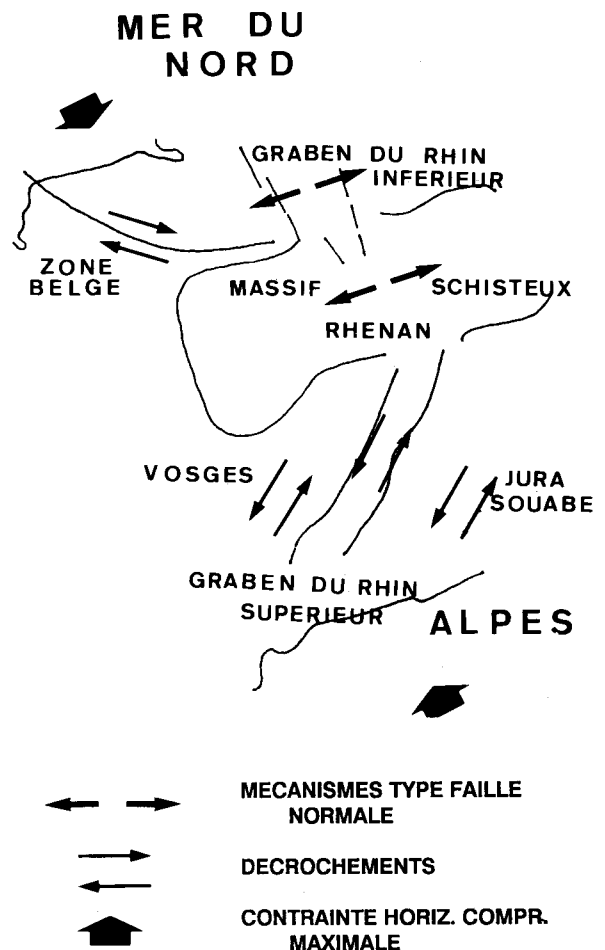 MER DU
NORD
GRABEN DU RHIN
INFERIEUR
ZONE
BELGE
MASSIF SCHISTEUX
RHENAN
VOSGES
JURA
SOUABE
GRABEN DU RHIN
SUPERIEUR
ALPES
MECANISMES TYPE FAILLE
NORMALE
DECROCHEMENTS
CONTRAINTE HORIZ. COMPR.
MAXIMALE